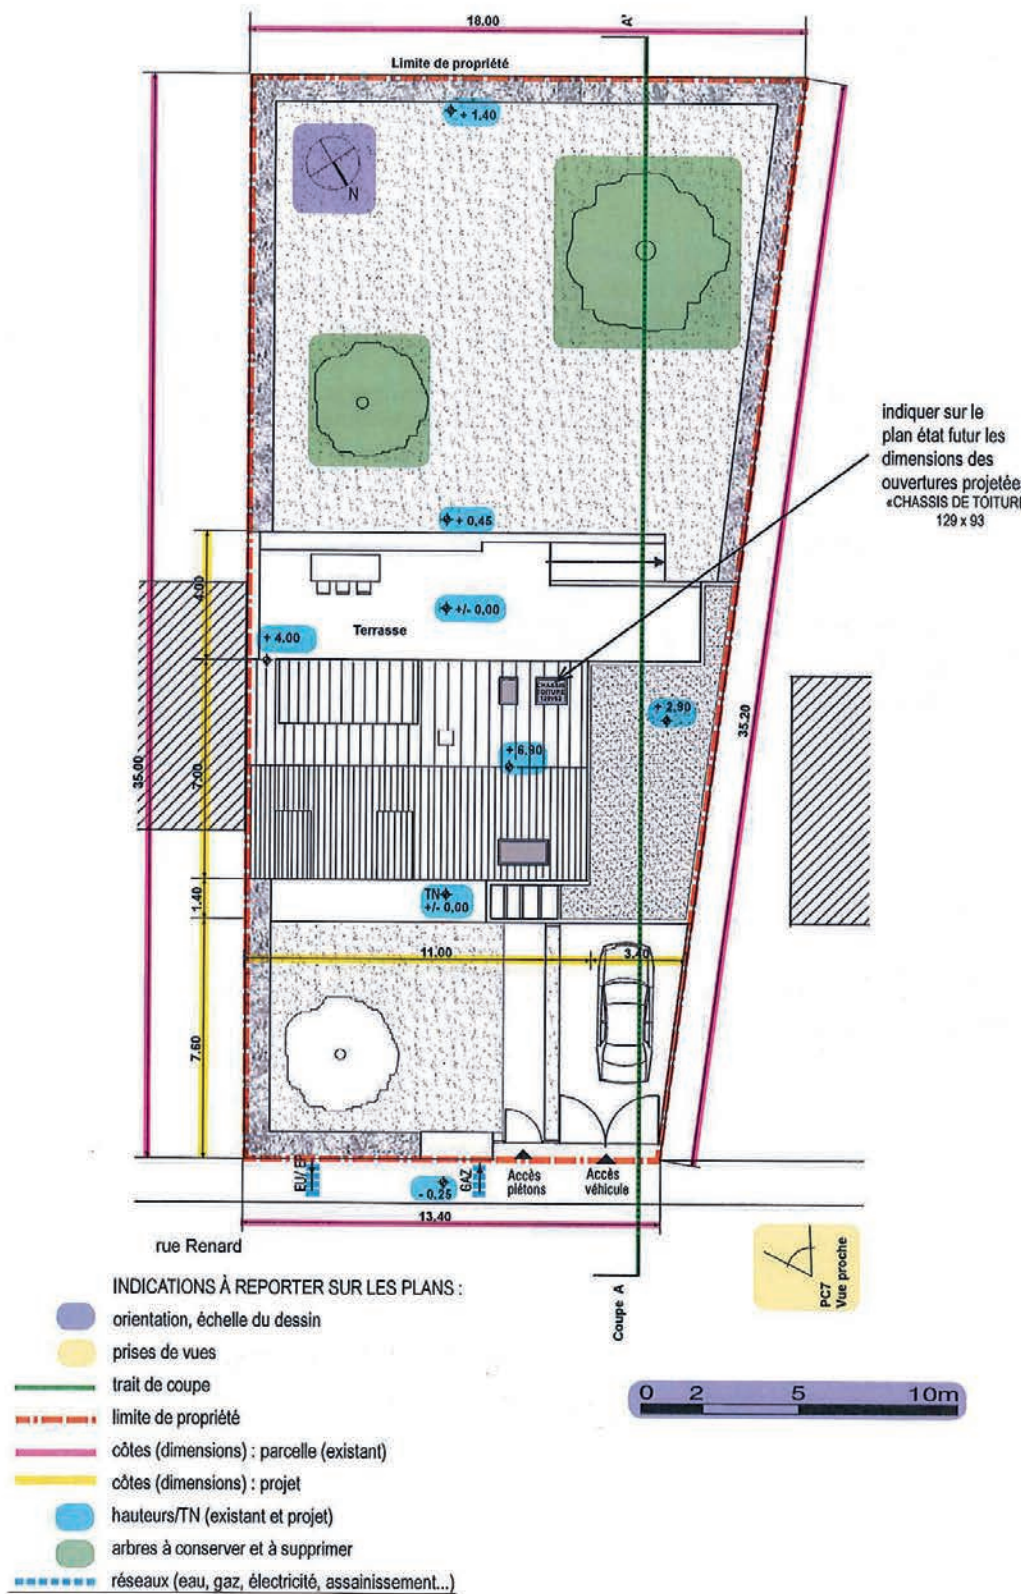 18.00
A'
Limite de propriété
+ 1.40
N
indiquer sur le
plan état futur les
dimensions des
ouvertures projetée
«CHASSIS DE TOITURE
129 x 93
+ 0,45
4.00
+/- 0,00
+ 4.00
Terrasse
CHASSIS
TOITURE
+ 2,90
35.20
35.00
7.00
+ 6,90
1.40
TN
+/- 0,00
11.00
3.40
7.60
EU/ EP
GAZ
- 0,25
Accès
piétons
Accès
véhicule
13,40
rue Renard
Coupe A
PC7
Vue proche
INDICATIONS À REPORTER SUR LES PLANS :
orientation, échelle du dessin
prises de vues
trait de coupe
limite de propriété
côtes (dimensions) : parcelle (existant)
côtes (dimensions) : projet
hauteurs/TN (existant et projet)
arbres à conserver et à supprimer
réseaux (eau, gaz, électricité, assainissement...)
0 2 5 10m